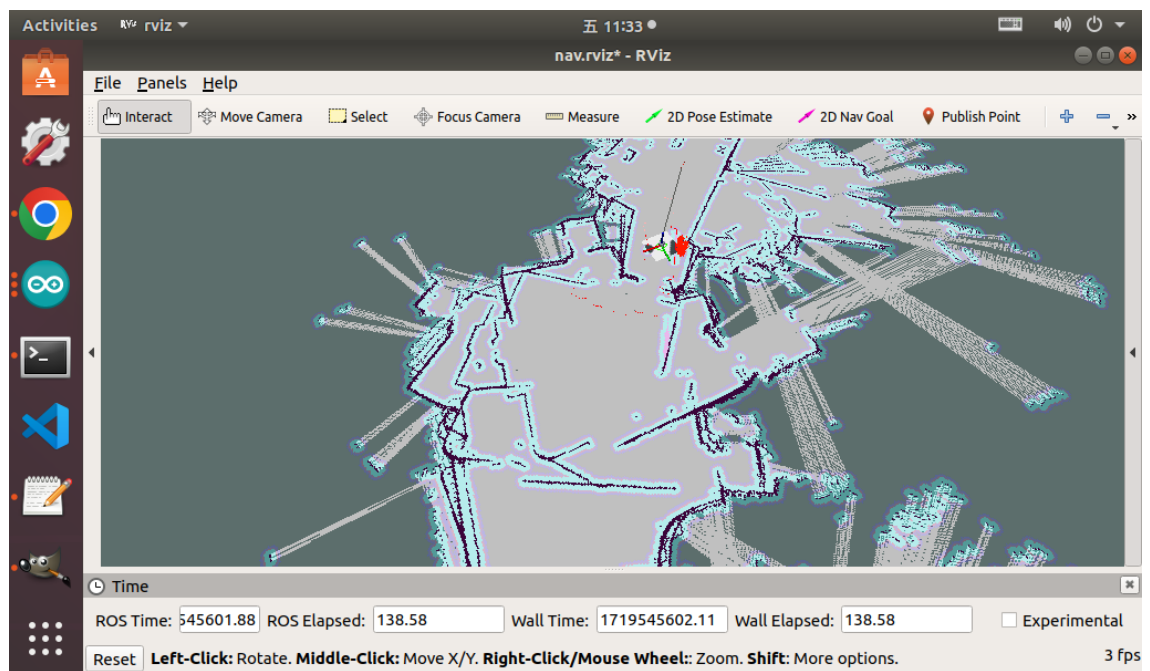 Activities rviz 五 11:33
nav.rviz* - RViz
File Panels Help
Interact Move Camera Select Focus Camera Measure 2D Pose Estimate 2D Nav Goal Publish Point »
Time
ROS Time: 545601.88 ROS Elapsed: 138.58 Wall Time: 1719545602.11 Wall Elapsed: 138.58 Experimental
Reset Left-Click: Rotate. Middle-Click: Move X/Y. Right-Click/Mouse Wheel:: Zoom. Shift: More options. 3 fps